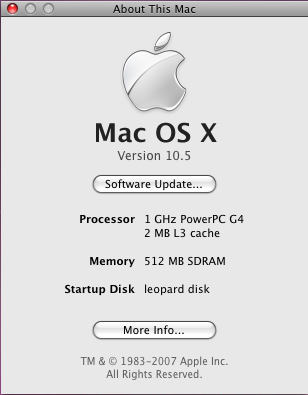 About This Mac
Mac OS X
Version 10.5
Software Update...
Processor 1 GHz PowerPC G4
2 MB L3 cache
Memory 512 MB SDRAM
Startup Disk leopard disk
More Info...
TM & © 1983-2007 Apple Inc.
All Rights Reserved.